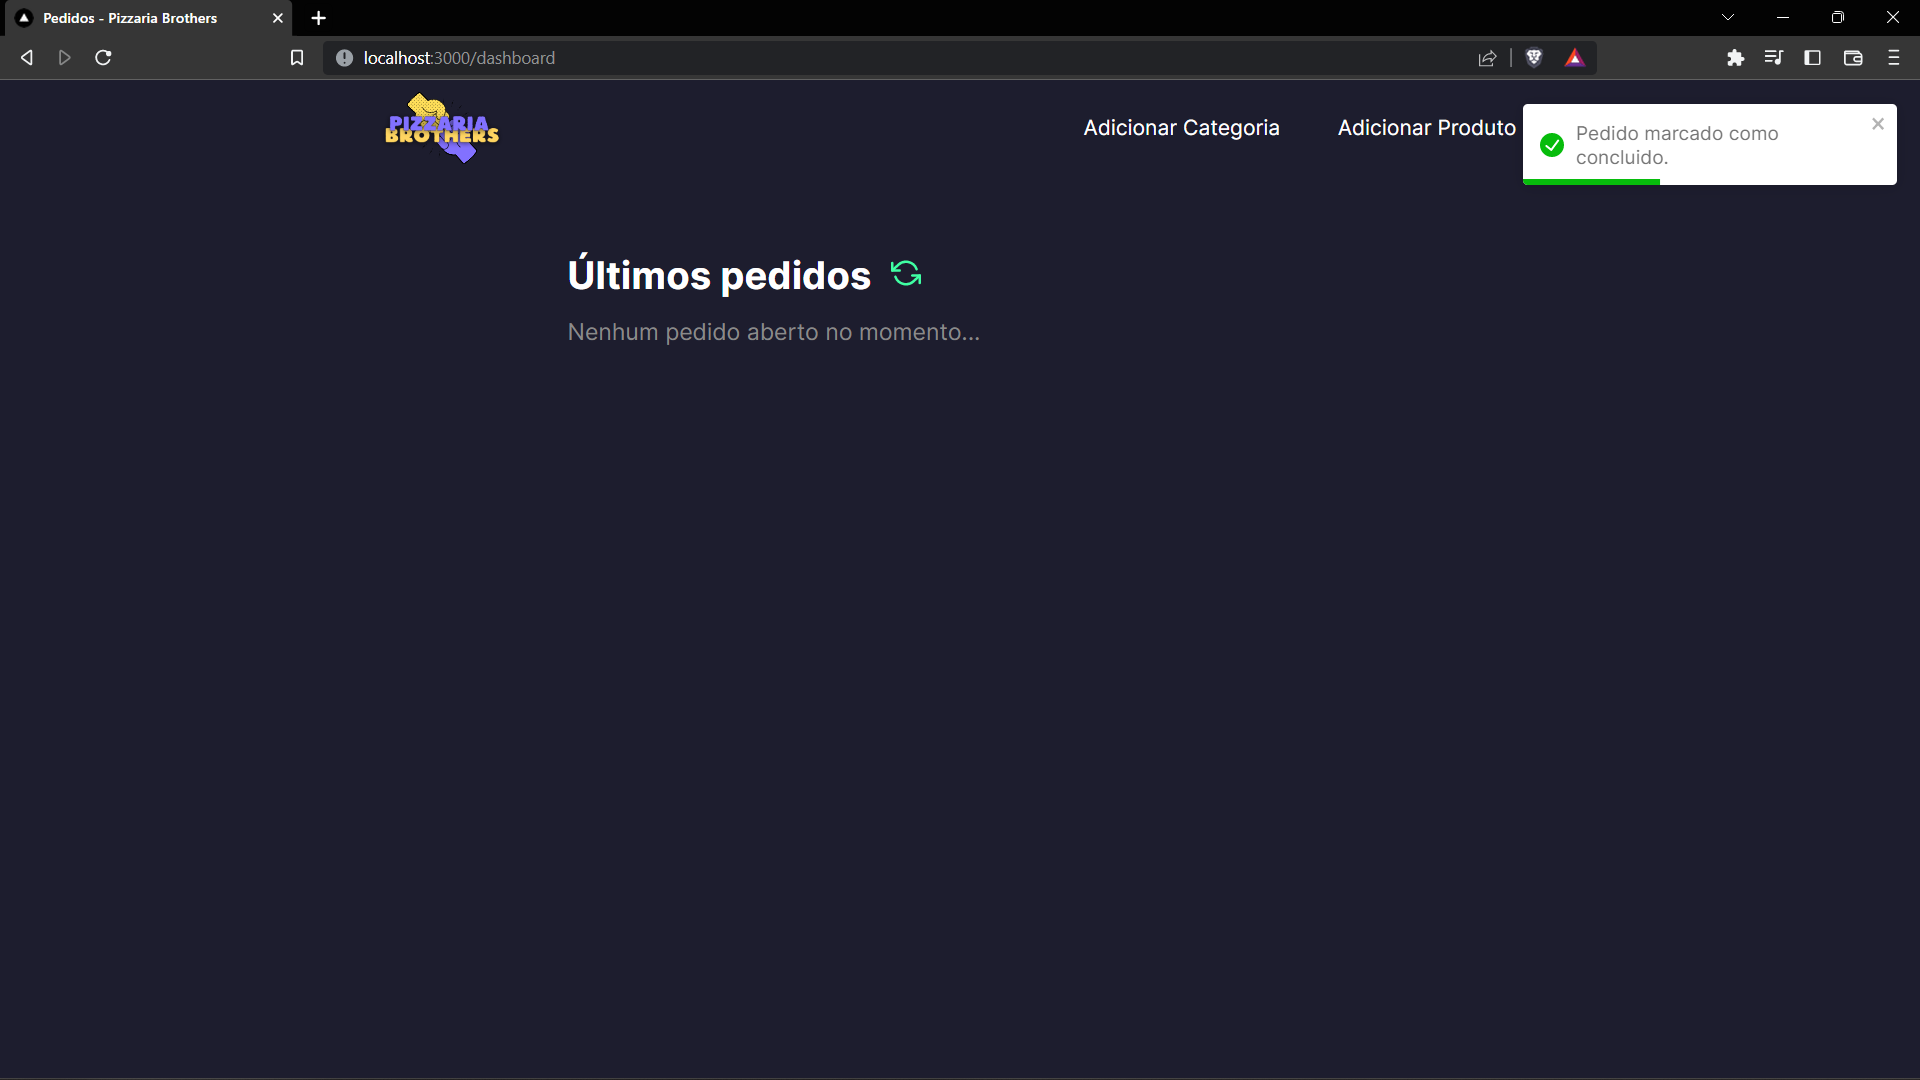 Pedidos - Pizzaria Brothers
localhost:3000/dashboard
PIZZARIA
BROTHERS
Adicionar Categoria
Adicionar Produto
Pedido marcado como
concluido.
Últimos pedidos
Nenhum pedido aberto no momento...